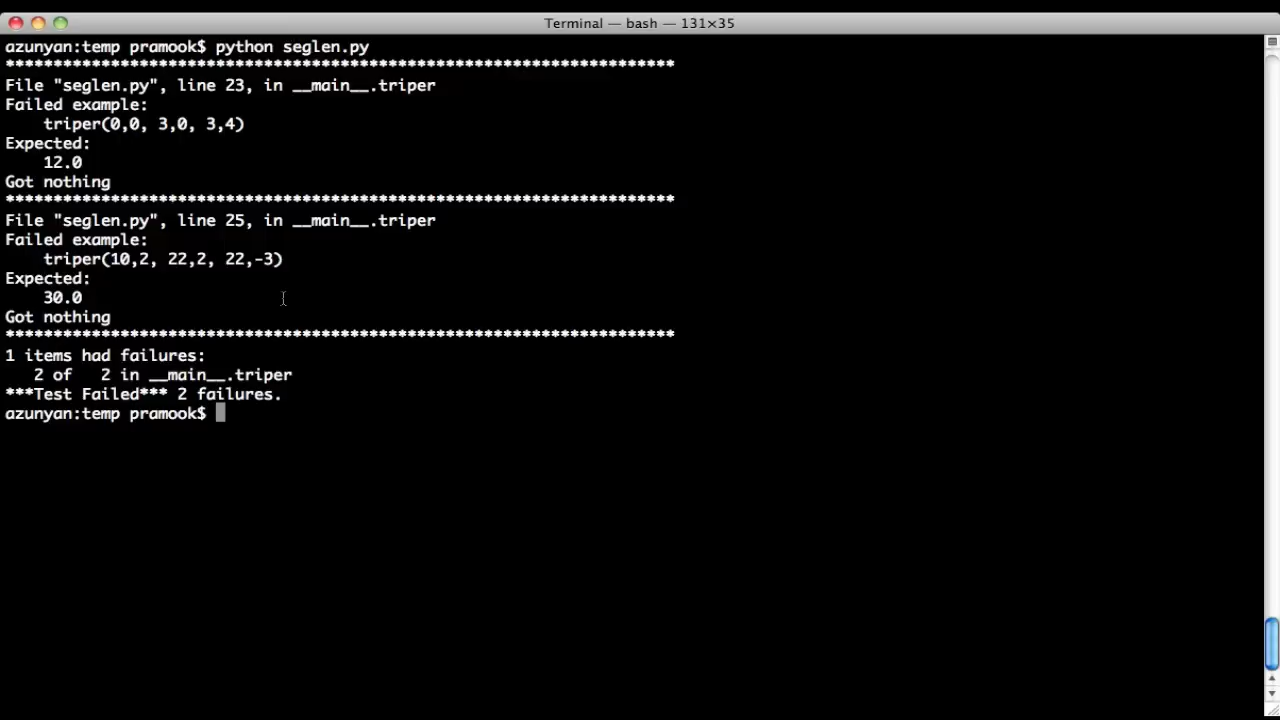 Terminal — bash — 131×35
azunyan:temp pramook$ python seglen.py
**********************************************************************
File "seglen.py", line 23, in __main__.triper
Failed example:
    triper(0,0, 3,0, 3,4)
Expected:
    12.0
Got nothing
**********************************************************************
File "seglen.py", line 25, in __main__.triper
Failed example:
    triper(10,2, 22,2, 22,-3)
Expected:
    30.0
Got nothing
**********************************************************************
1 items had failures:
   2 of   2 in __main__.triper
***Test Failed*** 2 failures.
azunyan:temp pramook$